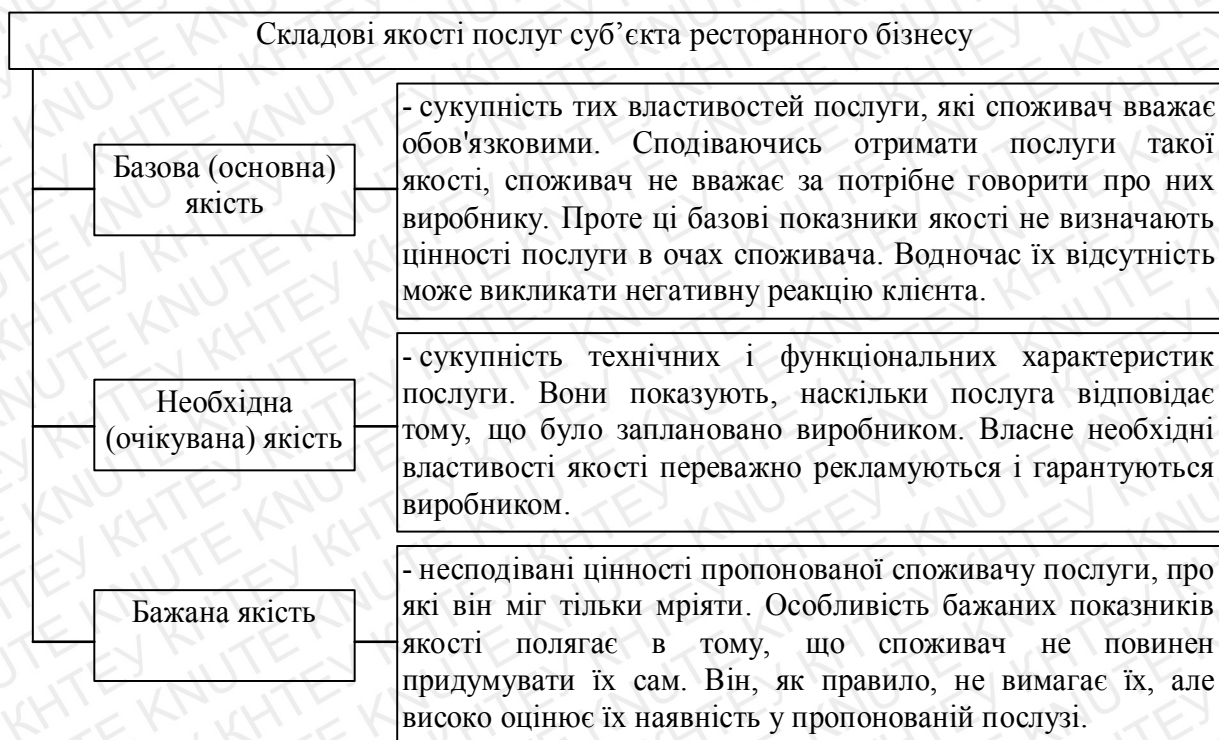 Складові якості послуг суб’єкта ресторанного бізнесу
Базова (основна)
якість
- сукупність тих властивостей послуги, які споживач вважає
обов'язковими. Сподіваючись отримати послуги такої
якості, споживач не вважає за потрібне говорити про них
виробнику. Проте ці базові показники якості не визначають
цінності послуги в очах споживача. Водночас їх відсутність
може викликати негативну реакцію клієнта.
Необхідна
(очікувана) якість
- сукупність технічних і функціональних характеристик
послуги. Вони показують, наскільки послуга відповідає
тому, що було заплановано виробником. Власне необхідні
властивості якості переважно рекламуються і гарантуються
виробником.
Бажана якість
- несподівані цінності пропонованої споживачу послуги, про
які він міг тільки мріяти. Особливість бажаних показників
якості полягає в тому, що споживач не повинен
придумувати їх сам. Він, як правило, не вимагає їх, але
високо оцінює їх наявність у пропонованій послузі.